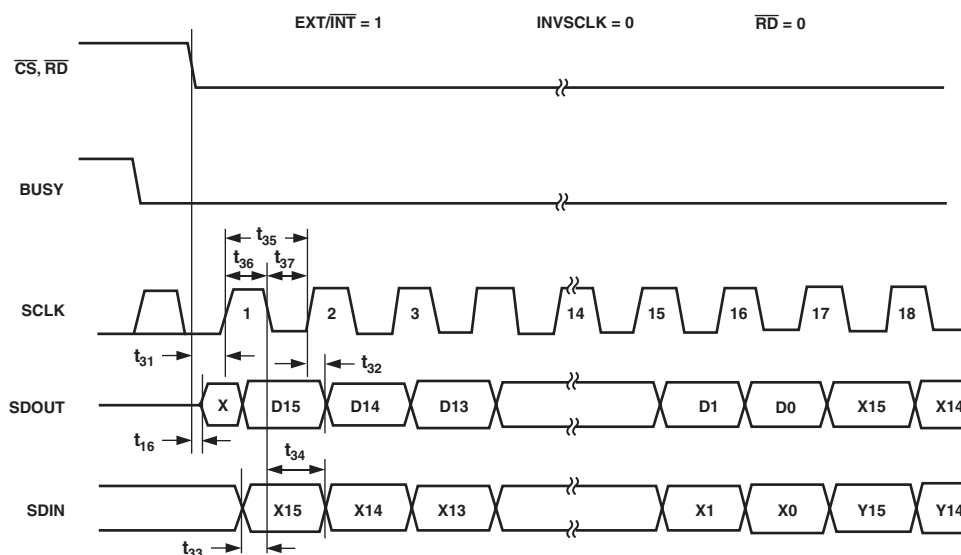 EXT/INT = 1 INVSCLK = 0 RD = 0
CS, RD
BUSY
t35
t36 t37
SCLK 1 2 3 14 15 16 17 18
t31
t32
SDOUT X D15 D14 D13 D1 D0 X15 X14
t16
t34
SDIN X15 X14 X13 X1 X0 Y15 Y14
t33